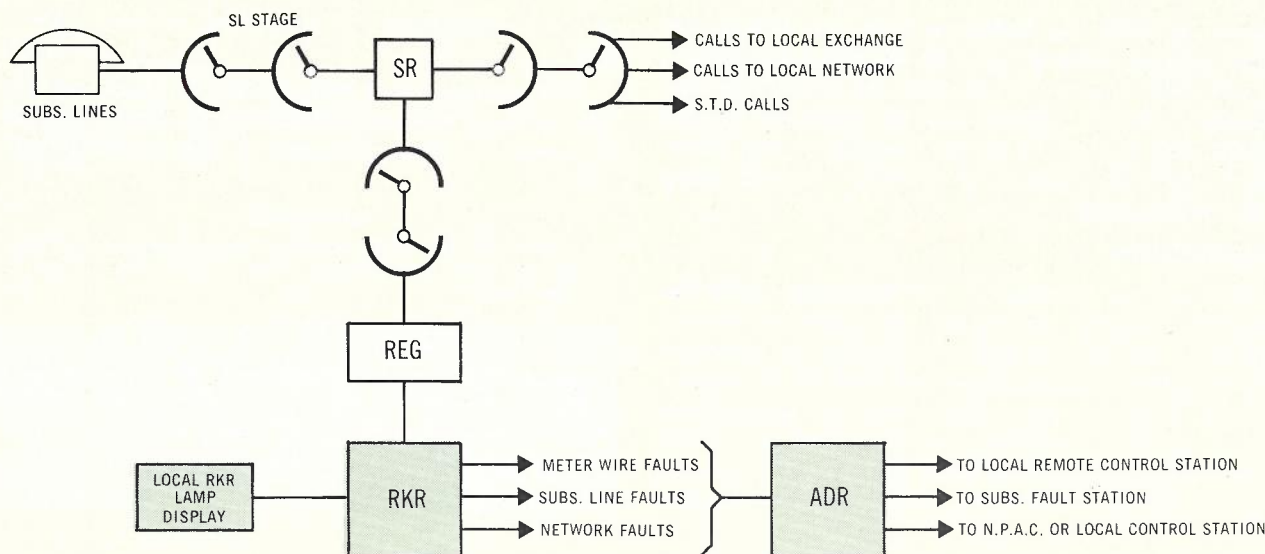 SL STAGE
SUBS. LINES
SR
CALLS TO LOCAL EXCHANGE
CALLS TO LOCAL NETWORK
S.T.D. CALLS
REG
LOCAL RKR
LAMP
DISPLAY
RKR
METER WIRE FAULTS
SUBS. LINE FAULTS
NETWORK FAULTS
ADR
TO LOCAL REMOTE CONTROL STATION
TO SUBS. FAULT STATION
TO N.P.A.C. OR LOCAL CONTROL STATION